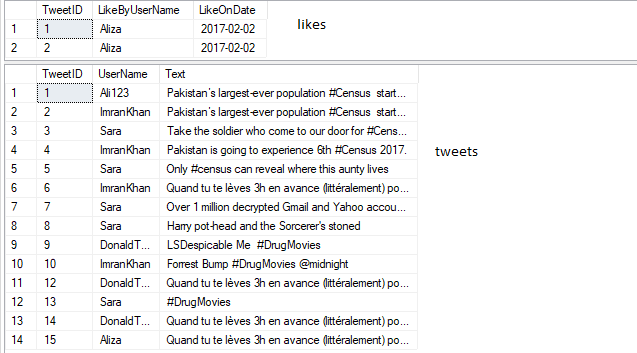 TweetID LikeByUserName LikeOnDate
1 1 Aliza 2017-02-02 likes
2 2 Aliza 2017-02-02
TweetID UserName Text
1 1 Ali123 Pakistan's largest-ever population #Census start...
2 2 ImranKhan Pakistan's largest-ever population #Census start...
3 3 Sara Take the soldier who come to our door for #Cens...
4 4 ImranKhan Pakistan is going to experience 6th #Census 2017. tweets
5 5 Sara Only #census can reveal where this aunty lives
6 6 ImranKhan Quand tu te lèves 3h en avance (littéralement) po...
7 7 Sara Over 1 million decrypted Gmail and Yahoo accou...
8 8 Sara Harry pot-head and the Sorcerer's stoned
9 9 DonaldT... LSDespicable Me #DrugMovies
10 10 ImranKhan Forrest Bump #DrugMovies @midnight
11 12 DonaldT... Quand tu te lèves 3h en avance (littéralement) po...
12 13 Sara #DrugMovies
13 14 DonaldT... Quand tu te lèves 3h en avance (littéralement) po...
14 15 Aliza Quand tu te lèves 3h en avance (littéralement) po...